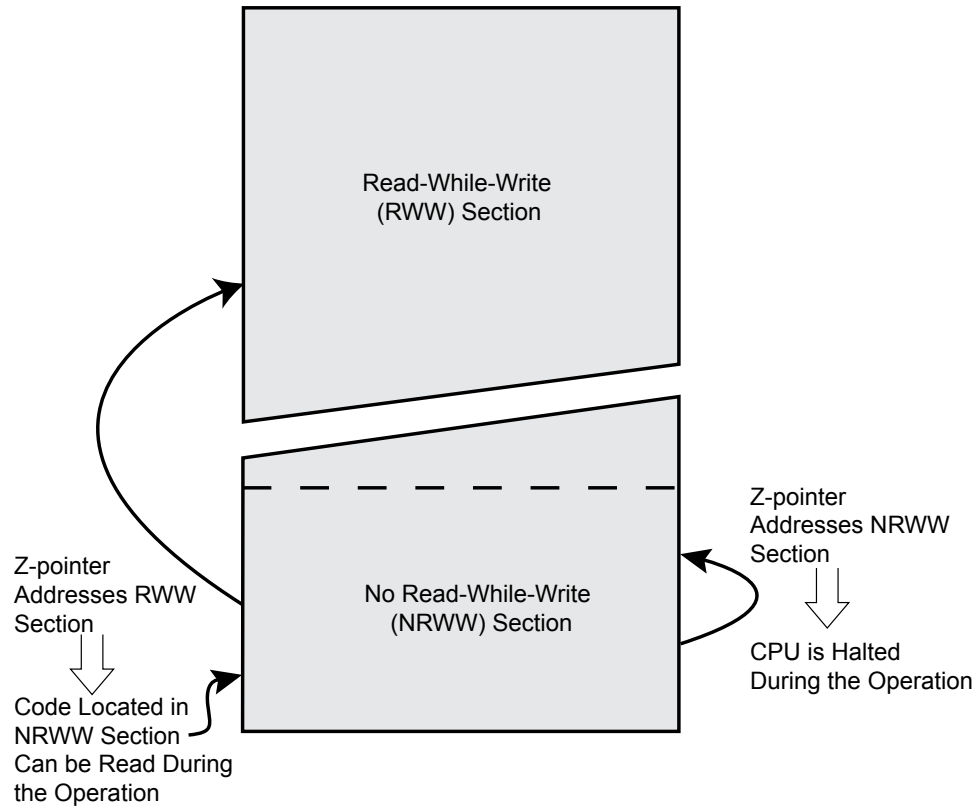 Read-While-Write
(RWW) Section
Z-pointer
Addresses RWW
Section
Code Located in
NRWW Section
Can be Read During
the Operation
No Read-While-Write
(NRWW) Section
Z-pointer
Addresses NRWW
Section
CPU is Halted
During the Operation